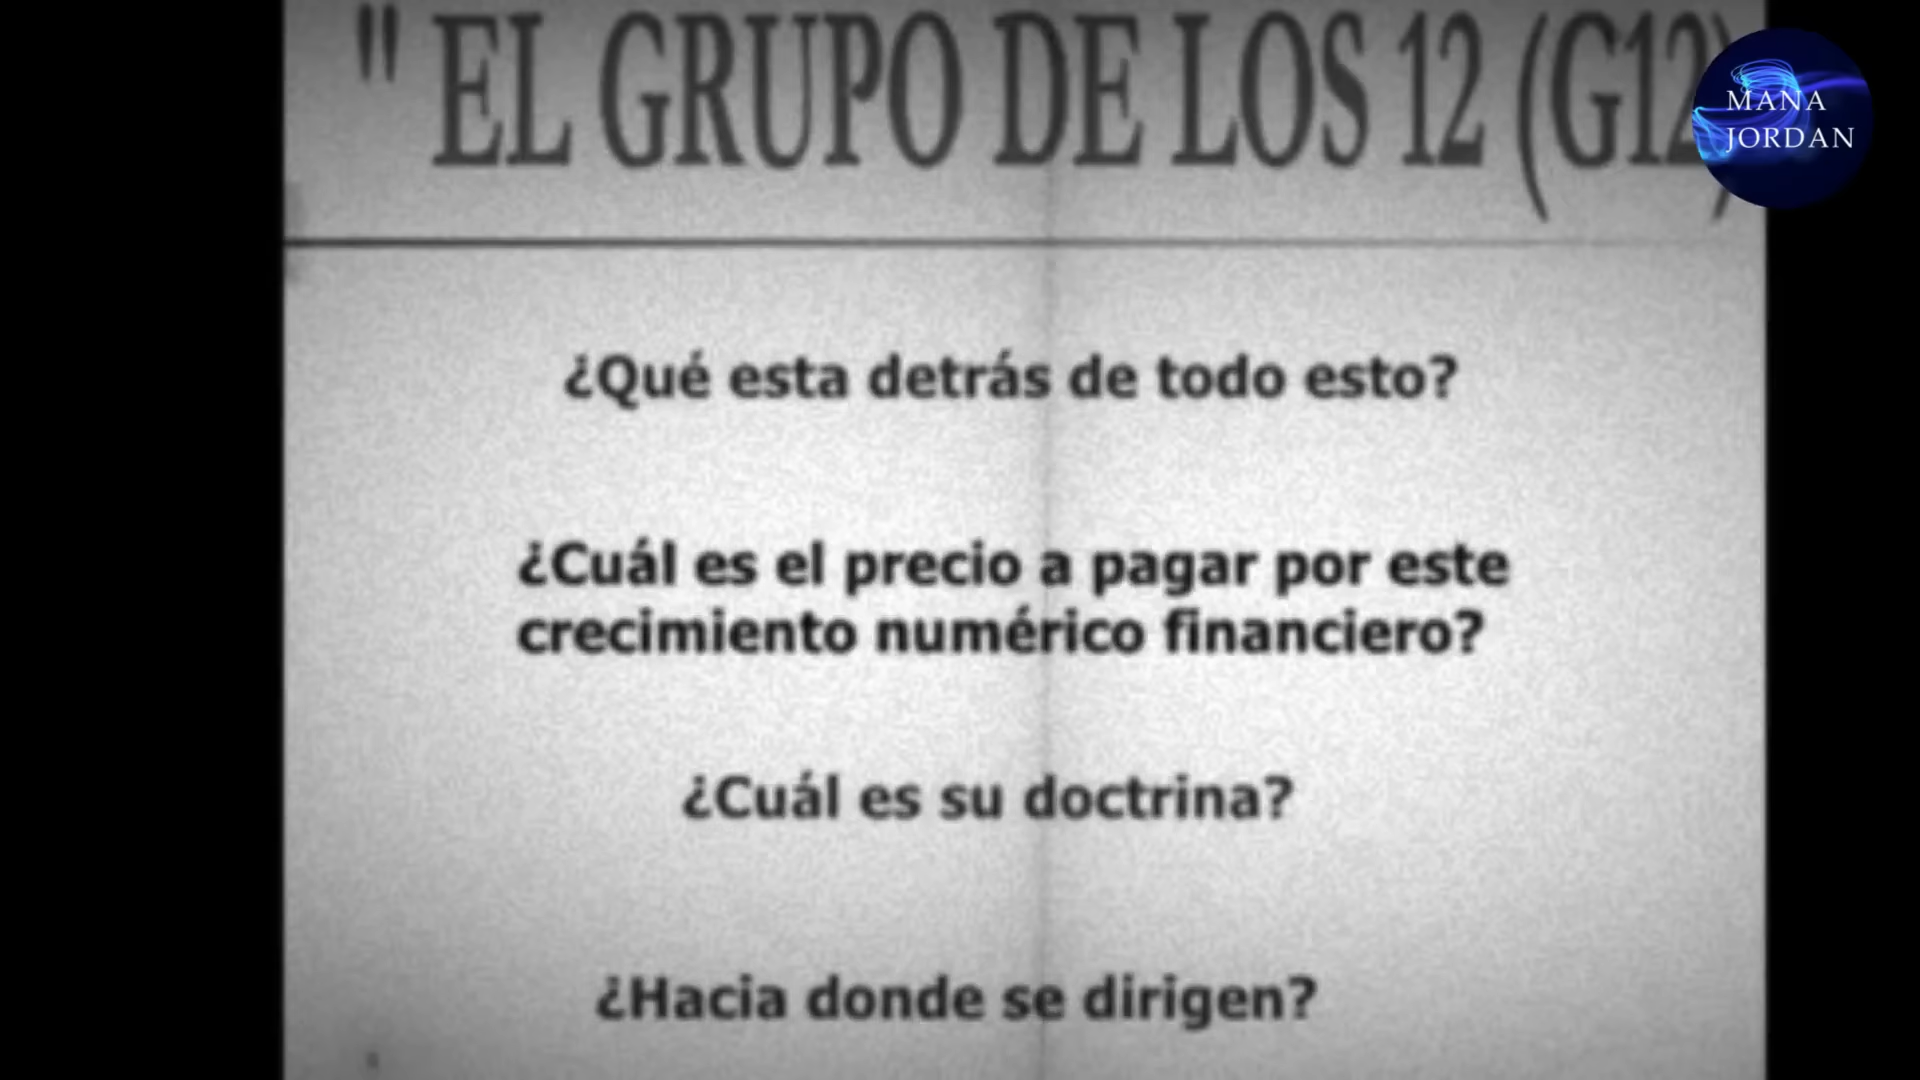 " EL GRUPO DE LOS 12 (G12)
MANA
JORDAN
¿Qué esta detrás de todo esto?
¿Cuál es el precio a pagar por este
crecimiento numérico financiero?
¿Cuál es su doctrina?
¿Hacia donde se dirigen?